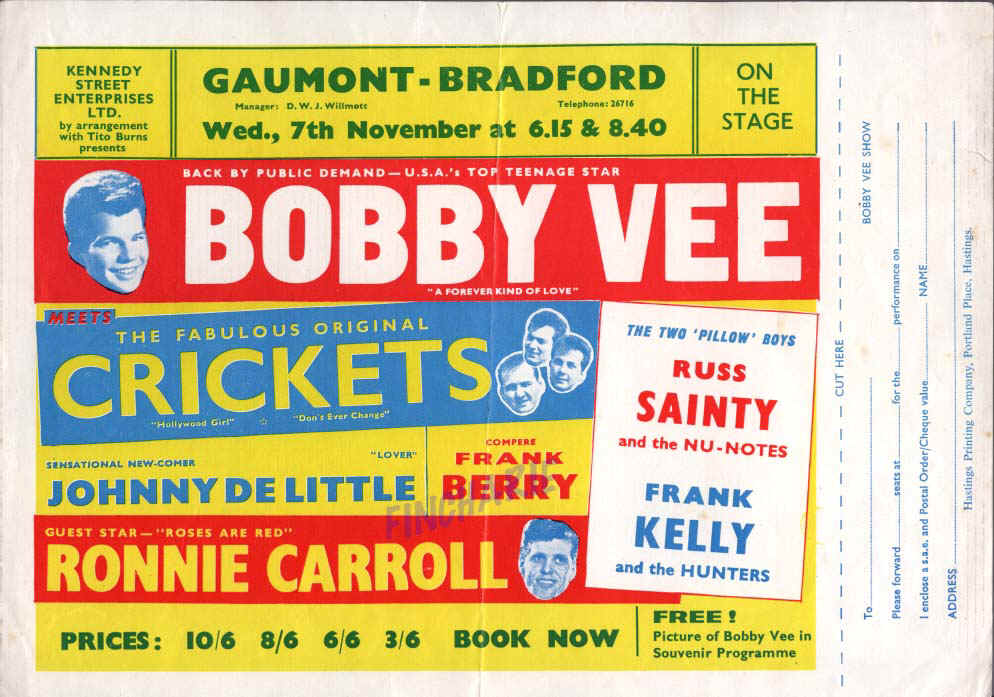 KENNEDY
STREET
ENTERPRISES
LTD.
by arrangement
with Tito Burns
presents
GAUMONT-BRADFORD
Manager: D. W. J. Willmott
Telephone: 26716
Wed., 7th November at 6.15 & 8.40
ON
THE
STAGE
BACK BY PUBLIC DEMAND—U.S.A.'s TOP TEENAGE STAR
BOBBY VEE
"A FOREVER KIND OF LOVE"
MEETS
THE FABULOUS ORIGINAL
CRICKETS
"Hollywood Girl" ☆ "Don's Ever Change"
THE TWO 'PILLOW' BOYS
RUSS
SAINTY
and the NU-NOTES
FRANK
KELLY
and the HUNTERS
SENSATIONAL NEW-COMER
"LOVER"
JOHNNY DE LITTLE
COMPERE
FRANK
BERRY
GUEST STAR—"ROSES ARE RED"
RONNIE CARROLL
PRICES: 10/6 8/6 6/6 3/6 BOOK NOW
FREE!
Picture of Bobby Vee in
Souvenir Programme
CUT HERE
BOBBY VEE SHOW
To
Please forward seats at for the performance on
I enclose a s.a.e. and Postal Order/Cheque value NAME
ADDRESS
Hastings Printing Company, Portland Place, Hastings.